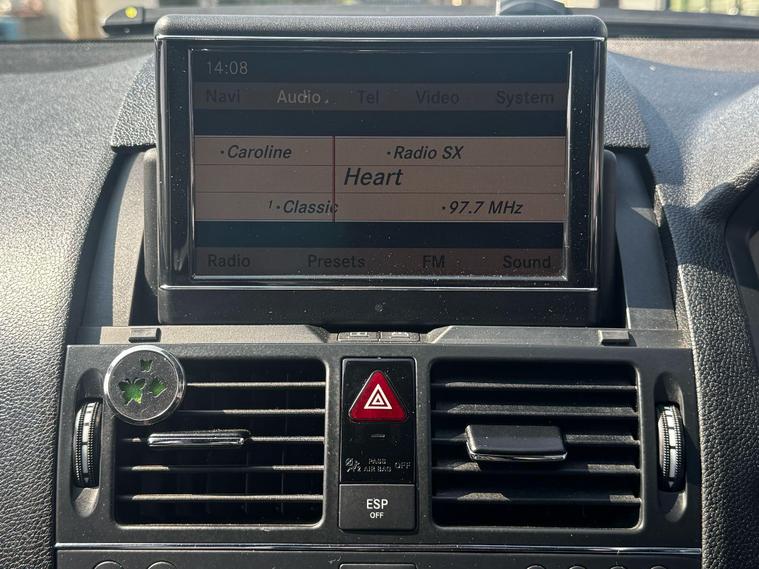 14:08
Navi Audio Tel Video System
·Caroline ·Radio SX
Heart
1·Classic ·97.7 MHz
Radio Presets FM Sound
PASS
AIR BAG OFF
ESP
OFF